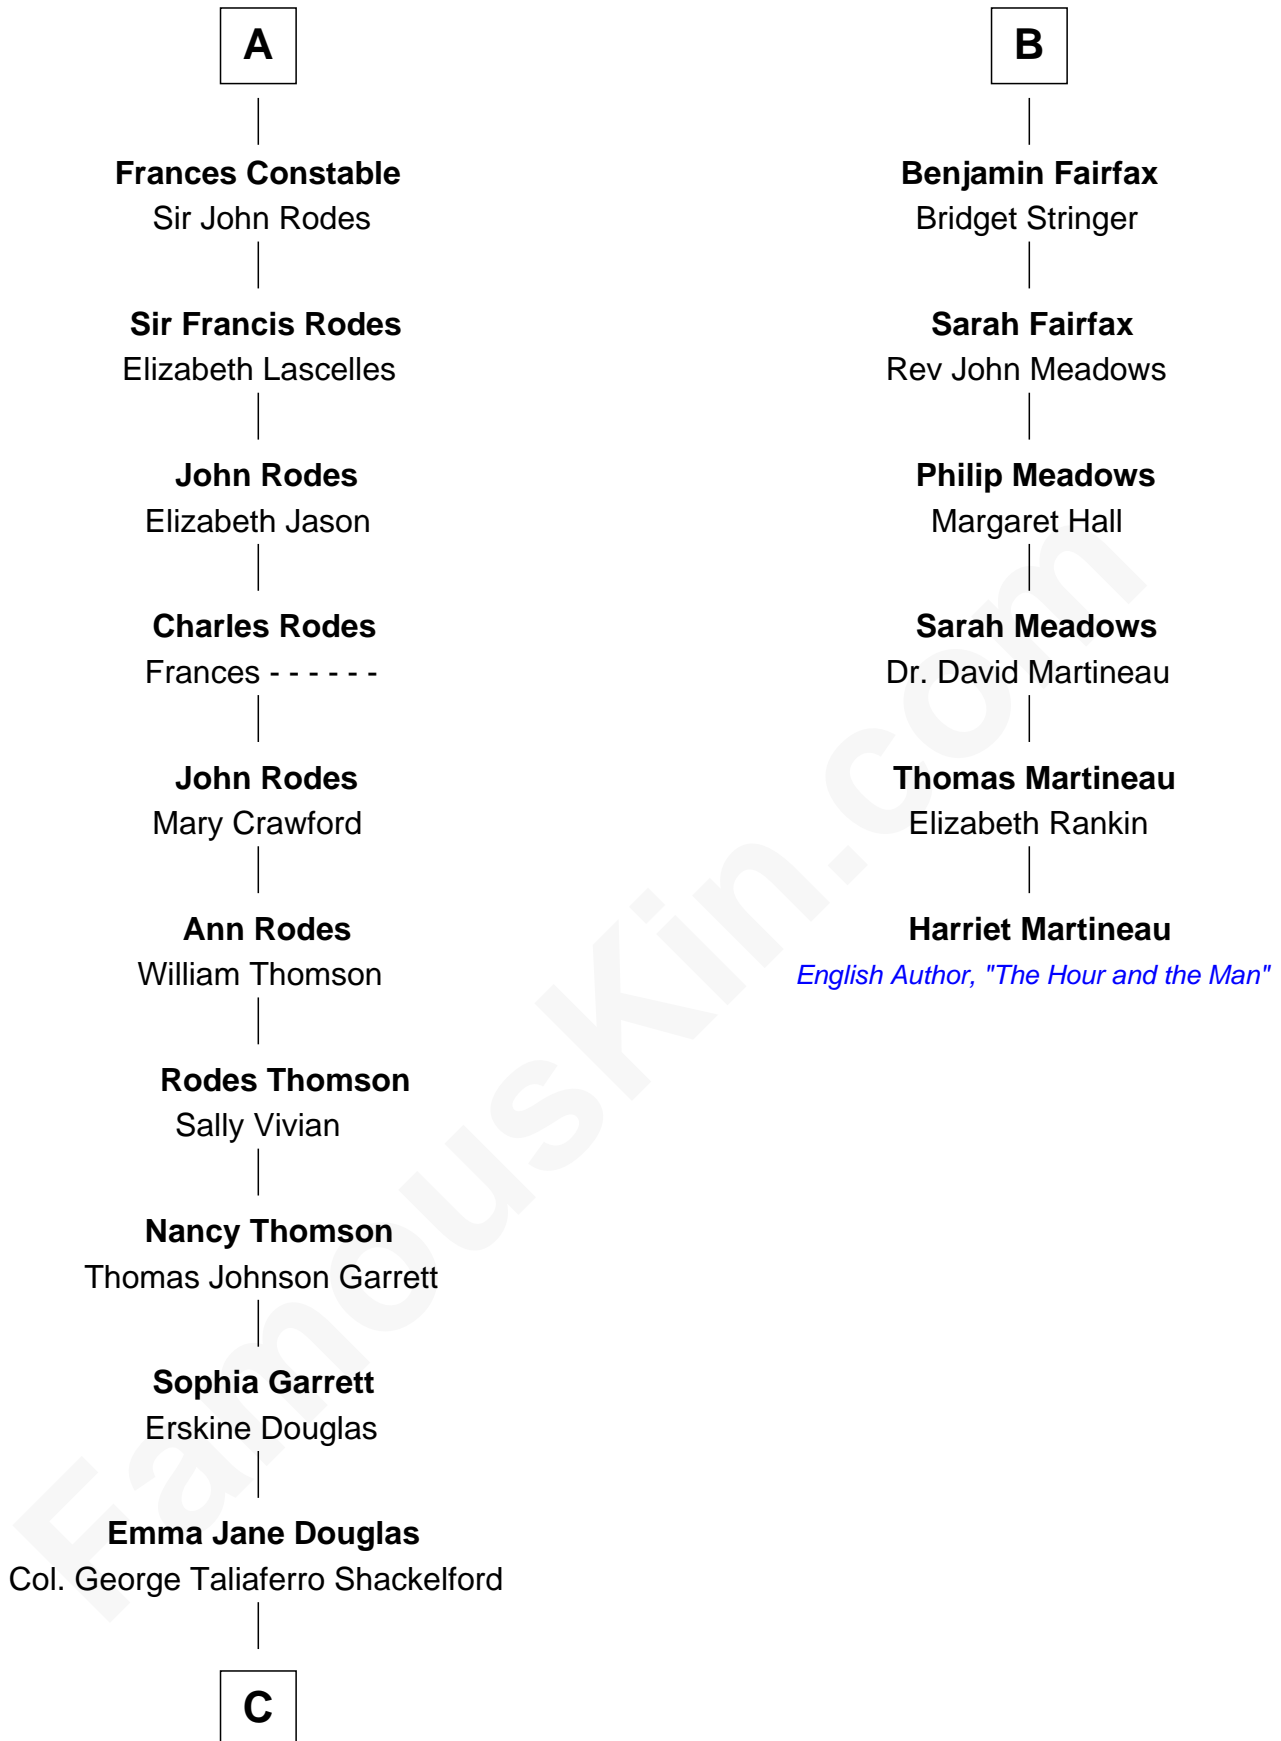 A
Frances Constable
Sir John Rodes
Sir Francis Rodes
Elizabeth Lascelles
John Rodes
Elizabeth Jason
Charles Rodes
Frances - - - - - -
John Rodes
Mary Crawford
Ann Rodes
William Thomson
Rodes Thomson
Sally Vivian
Nancy Thomson
Thomas Johnson Garrett
Sophia Garrett
Erskine Douglas
Emma Jane Douglas
Col. George Taliaferro Shackelford
C
B
Benjamin Fairfax
Bridget Stringer
Sarah Fairfax
Rev John Meadows
Philip Meadows
Margaret Hall
Sarah Meadows
Dr. David Martineau
Thomas Martineau
Elizabeth Rankin
Harriet Martineau
English Author, "The Hour and the Man"
FamousKin.com